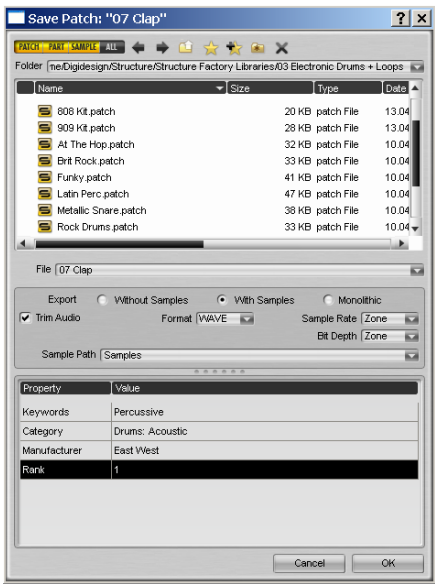 Save Patch: "07 Clap"
? x
PATCH PART SAMPLE ALL
Folder ne/Digidesign/Structure/Structure Factory Libraries/03 Electronic Drums + Loops
Name Size Type Date
808 Kit.patch 20 KB patch File 13.04
909 Kit.patch 28 KB patch File 13.04
At The Hop.patch 32 KB patch File 10.04
Brit Rock.patch 33 KB patch File 10.04
Funky.patch 41 KB patch File 10.04
Latin Perc.patch 47 KB patch File 10.04
Metallic Snare.patch 38 KB patch File 10.04
Rock Drums.patch 33 KB patch File 10.04
File 07 Clap
Export Without Samples With Samples Monolithic
Trim Audio Format WAVE Sample Rate Zone
Bit Depth Zone
Sample Path Samples
Property Value
Keywords Percussive
Category Drums: Acoustic
Manufacturer East West
Rank 1
Cancel OK